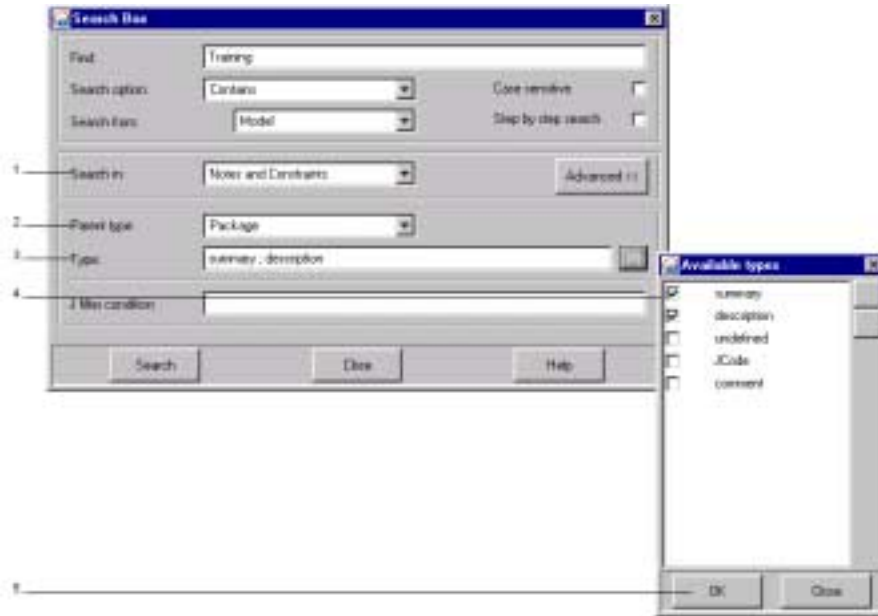 Search Box
Find
Training
Search option
Contains
Case sensitive
Search from
Model
Step by step search
1
Search in
Notes and Constraints
Advanced <<
2
Parent type
Package
3
Type
summary ; description
...
4
J filter condition
Search
Close
Help
Available types
summary
description
undefined
JCode
comment
5
OK
Close